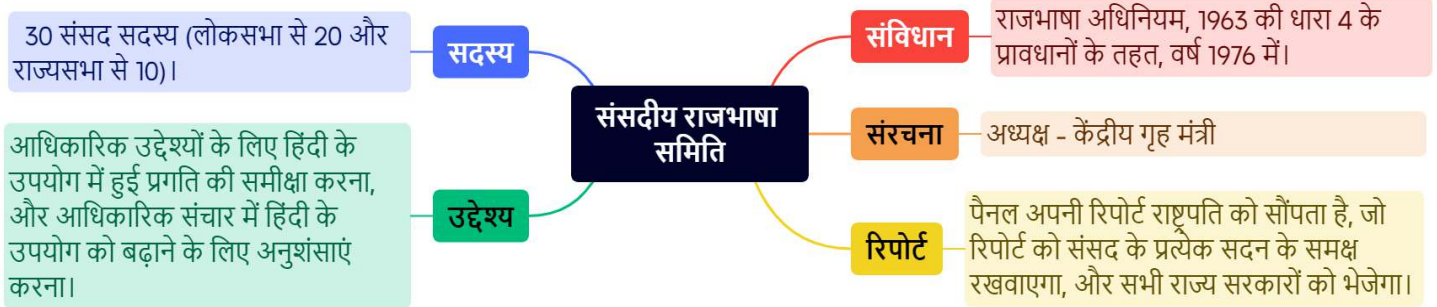 संसदीय राजभाषा
समिति
सदस्य
30 संसद सदस्य (लोकसभा से 20 और
राज्यसभा से 10)।
उद्देश्य
आधिकारिक उद्देश्यों के लिए हिंदी के
उपयोग में हुई प्रगति की समीक्षा करना,
और आधिकारिक संचार में हिंदी के
उपयोग को बढ़ाने के लिए अनुशंसाएं
करना।
संविधान
राजभाषा अधिनियम, 1963 की धारा 4 के
प्रावधानों के तहत, वर्ष 1976 में।
संरचना
अध्यक्ष - केंद्रीय गृह मंत्री
रिपोर्ट
पैनल अपनी रिपोर्ट राष्ट्रपति को सौंपता है, जो
रिपोर्ट को संसद के प्रत्येक सदन के समक्ष
रखवाएगा, और सभी राज्य सरकारों को भेजेगा।